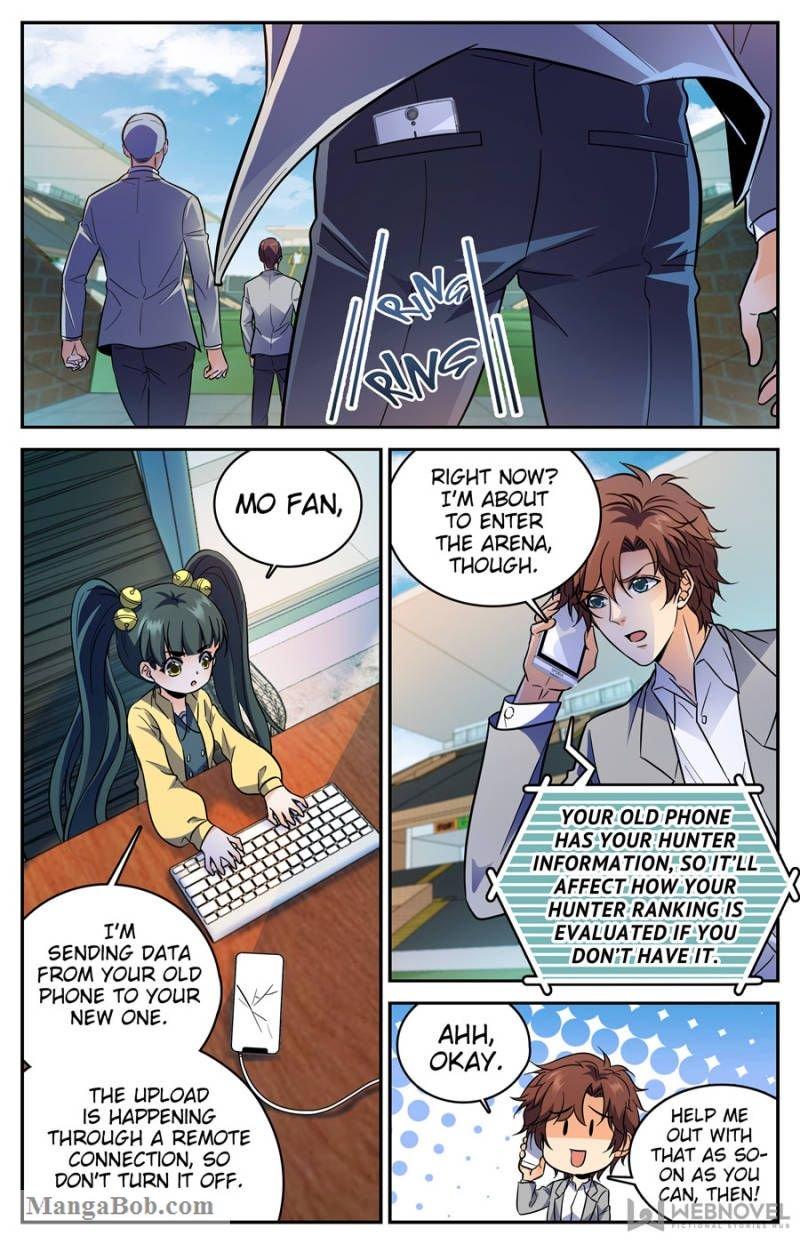 RING
RING
MO FAN,
RIGHT NOW?
I'M ABOUT
TO ENTER
THE ARENA,
THOUGH.
YOUR OLD PHONE
HAS YOUR HUNTER
INFORMATION, SO IT'LL
AFFECT HOW YOUR
HUNTER RANKING IS
EVALUATED IF YOU
DON'T HAVE IT.
I'M
SENDING DATA
FROM YOUR OLD
PHONE TO YOUR
NEW ONE.
THE UPLOAD
IS HAPPENING
THROUGH A REMOTE
CONNECTION, SO
DON'T TURN IT OFF.
AHH,
OKAY.
HELP ME
OUT WITH
THAT AS SO-
ON AS YOU
CAN, THEN!
MangaBob.com
WEBNOVEL
FICTIONAL STORIES HUB